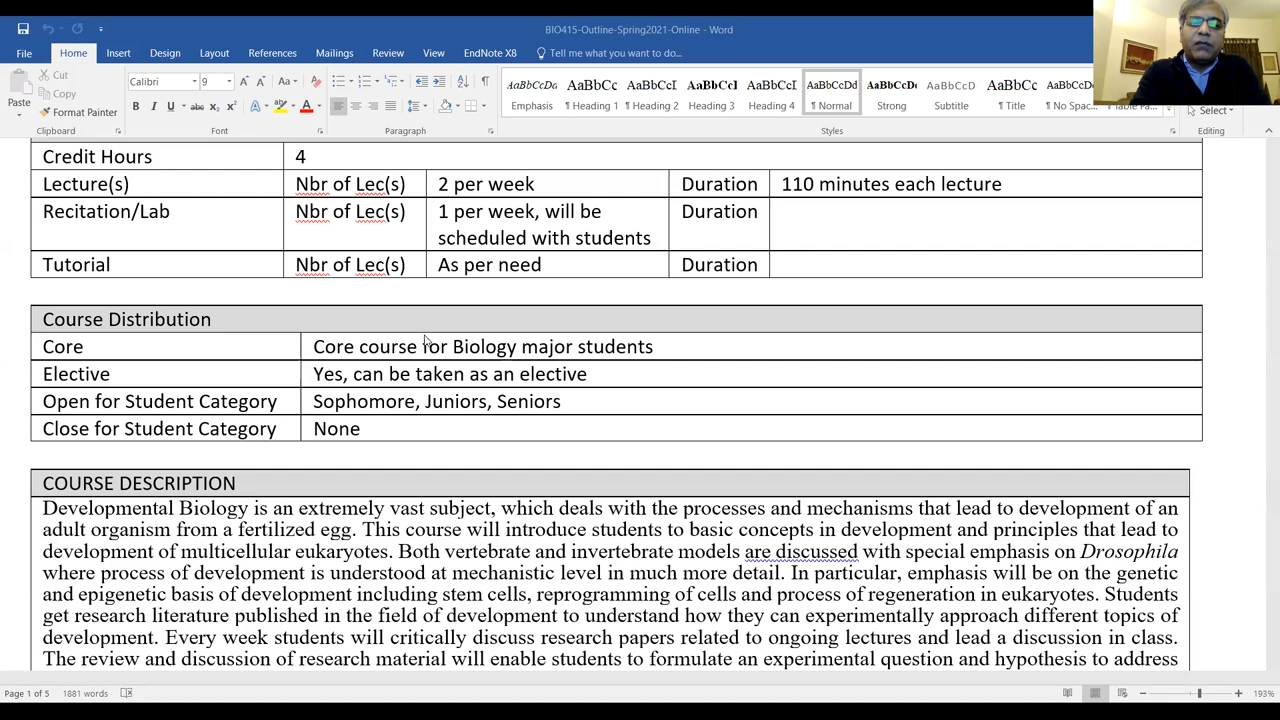 BIO415-Outline-Spring2021-Online - Word
File Home Insert Design Layout References Mailings Review View EndNote X8 Tell me what you want to do...
Paste
Cut
Copy
Format Painter
Clipboard
Calibri 9
Font
Paragraph
AaBbCcDd AaBbCc AaBbCcI AaBbCcI AaBbCcI AaBbCcDd AaBbCcDd AaBbCcDd AaBbCc AaBbCcDd
Emphasis ¶ Heading 1 ¶ Heading 2 Heading 3 Heading 4 ¶ Normal Strong Subtitle ¶ Title ¶ No Spac...
Styles
Select
Editing
Credit Hours 4
Lecture(s) Nbr of Lec(s) 2 per week Duration 110 minutes each lecture
Recitation/Lab Nbr of Lec(s) 1 per week, will be scheduled with students Duration
Tutorial Nbr of Lec(s) As per need Duration
Course Distribution
Core Core course for Biology major students
Elective Yes, can be taken as an elective
Open for Student Category Sophomore, Juniors, Seniors
Close for Student Category None
COURSE DESCRIPTION
Developmental Biology is an extremely vast subject, which deals with the processes and mechanisms that lead to development of an
adult organism from a fertilized egg. This course will introduce students to basic concepts in development and principles that lead to
development of multicellular eukaryotes. Both vertebrate and invertebrate models are discussed with special emphasis on Drosophila
where process of development is understood at mechanistic level in much more detail. In particular, emphasis will be on the genetic
and epigenetic basis of development including stem cells, reprogramming of cells and process of regeneration in eukaryotes. Students
get research literature published in the field of development to understand how they can experimentally approach different topics of
development. Every week students will critically discuss research papers related to ongoing lectures and lead a discussion in class.
The review and discussion of research material will enable students to formulate an experimental question and hypothesis to address
Page 1 of 5 1881 words 193%